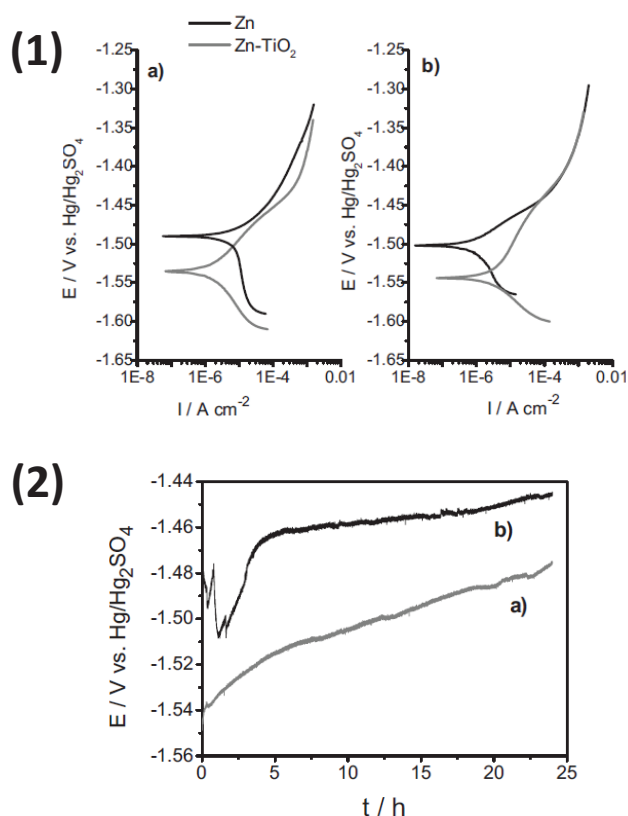 (1)
Zn
Zn-TiO₂
a)
b)
E / V vs. Hg/Hg₂SO₄
-1.25
-1.30
-1.35
-1.40
-1.45
-1.50
-1.55
-1.60
-1.65
1E-8 1E-6 1E-4 0.01
I / A cm⁻²
E / V vs. Hg/Hg₂SO₄
-1.25
-1.30
-1.35
-1.40
-1.45
-1.50
-1.55
-1.60
-1.65
1E-8 1E-6 1E-4 0.01
I / A cm⁻²
(2)
E / V vs. Hg/Hg₂SO₄
-1.44
-1.46
-1.48
-1.50
-1.52
-1.54
-1.56
b)
a)
0 5 10 15 20 25
t / h